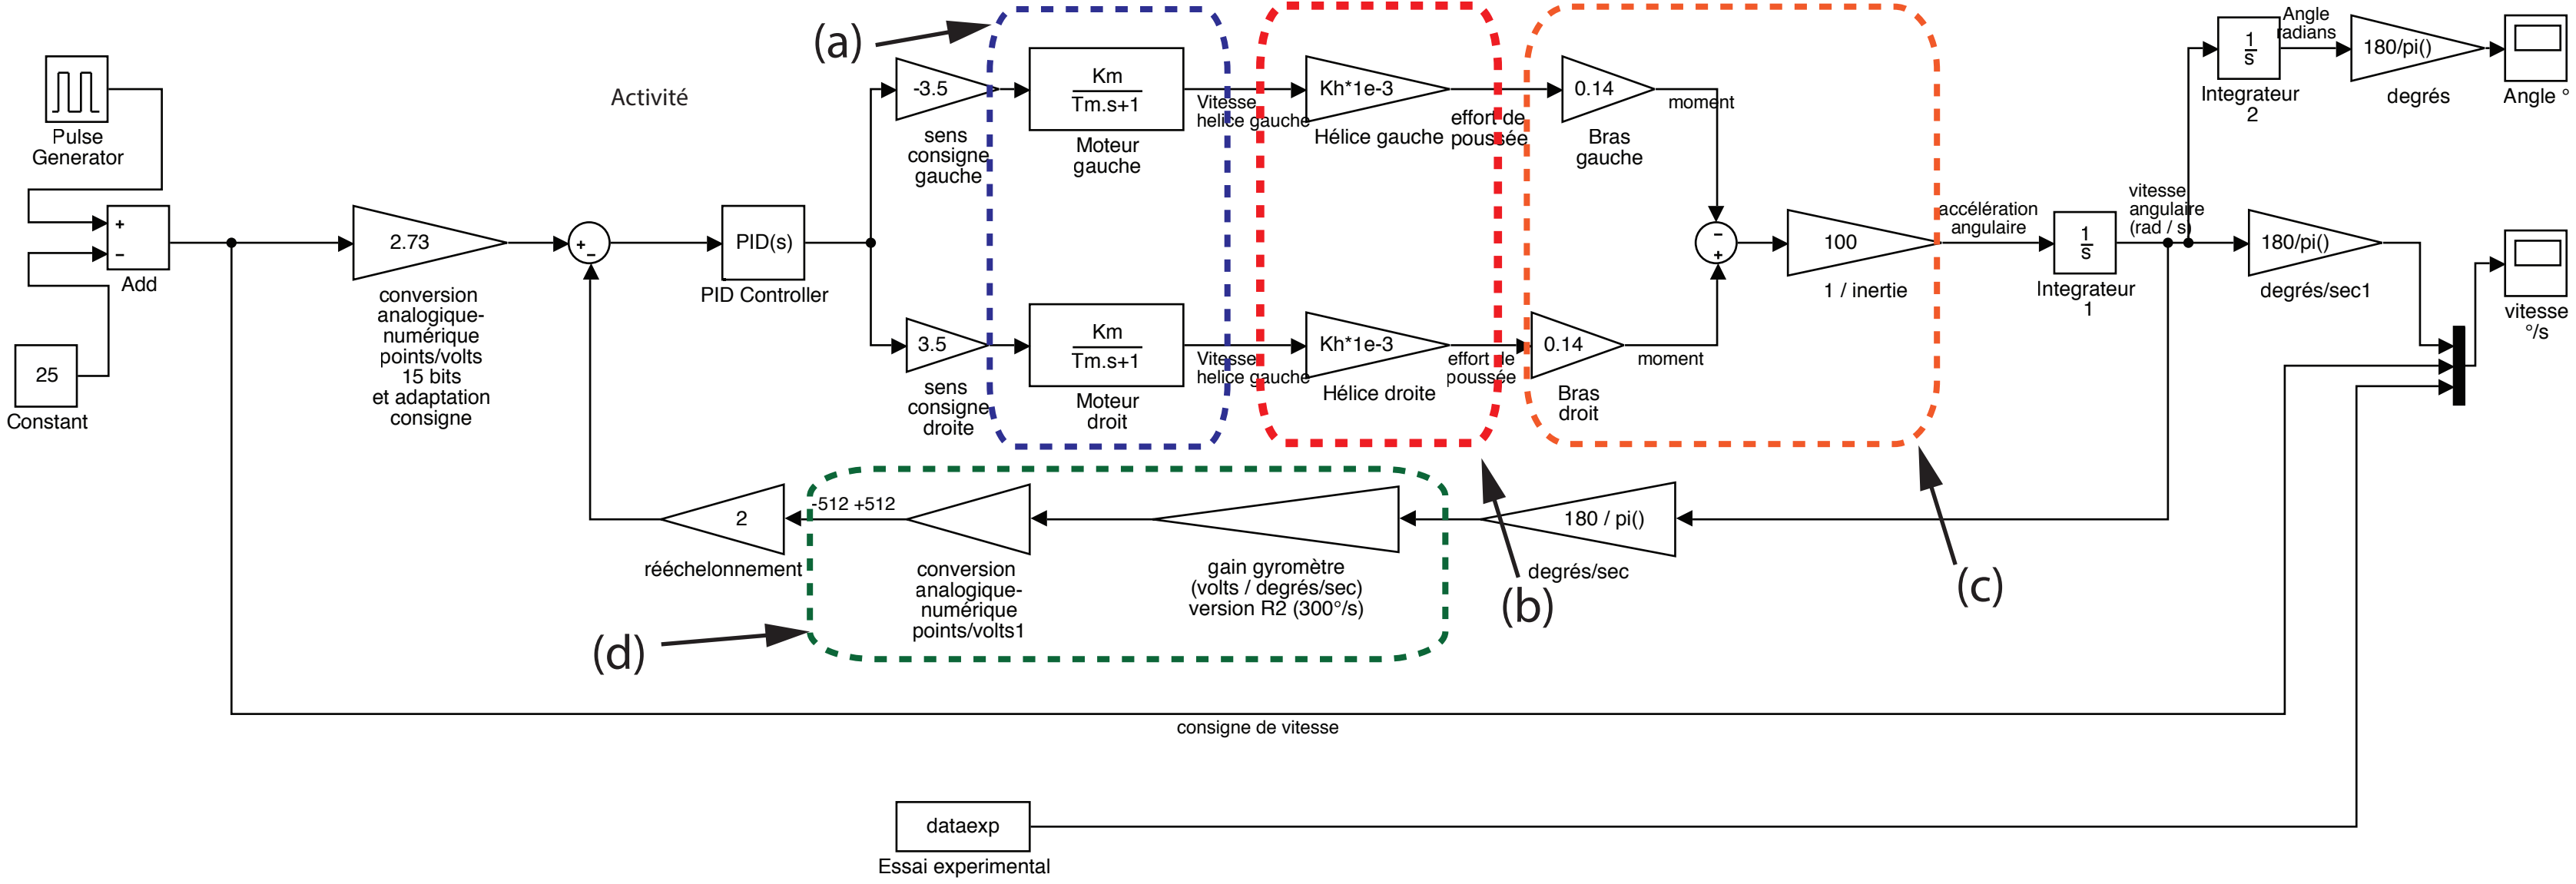 (a)
Activité
Pulse
Generator
+
−
Add
25
Constant
2.73
conversion
analogique-
numérique
points/volts
15 bits
et adaptation
consigne
+
−
PID(s)
PID Controller
-3.5
sens
consigne
gauche
3.5
sens
consigne
droite
Km
Tm.s+1
Moteur
gauche
Km
Tm.s+1
Moteur
droit
Vitesse
helice gauche
Vitesse
helice gauche
Kh*1e-3
Hélice gauche
Kh*1e-3
Hélice droite
effort de
poussée
effort de
poussée
0.14
Bras
gauche
0.14
Bras
droit
moment
moment
−
+
100
1 / inertie
accélération
angulaire
1
s
Integrateur
1
vitesse
angulaire
(rad / s)
1
s
Integrateur
2
Angle
radians
180/pi()
degrés
Angle °
180/pi()
degrés/sec1
vitesse
°/s
2
rééchelonnement
-512 +512
conversion
analogique-
numérique
points/volts1
gain gyromètre
(volts / degrés/sec)
version R2 (300°/s)
180 / pi()
degrés/sec
(b)
(c)
(d)
consigne de vitesse
dataexp
Essai experimental